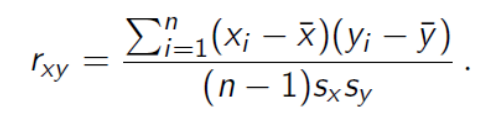 r_{xy} = \frac{\sum_{i=1}^{n}(x_i - \bar{x})(y_i - \bar{y})}{(n-1)s_x s_y} .